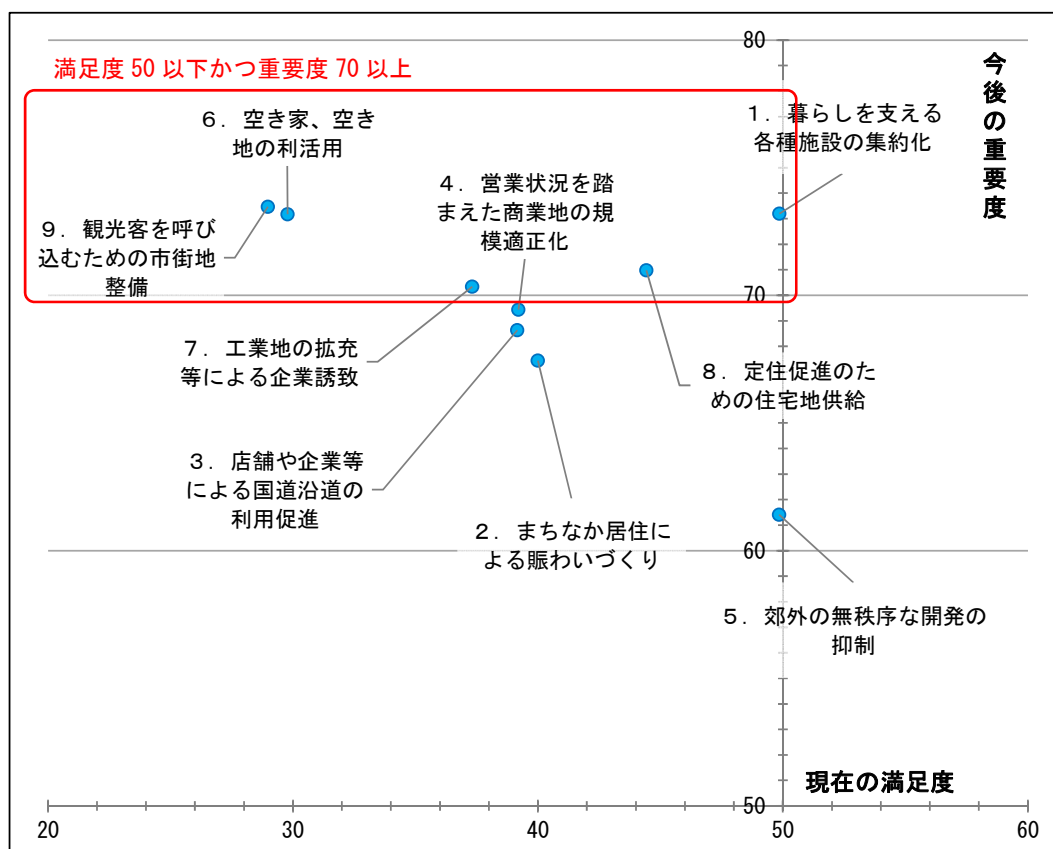 80
満足度 50 以下かつ重要度 70 以上
今後の重要度
6. 空き家、空き
地の利活用
1. 暮らしを支える
各種施設の集約化
4. 営業状況を踏
まえた商業地の規
模適正化
9. 観光客を呼び
込むための市街地
整備
70
7. 工業地の拡充
等による企業誘致
8. 定住促進のた
めの住宅地供給
3. 店舗や企業等
による国道沿道の
利用促進
2. まちなか居住に
よる賑わいづくり
60
5. 郊外の無秩序な開発の
抑制
現在の満足度
50
20
30
40
50
60